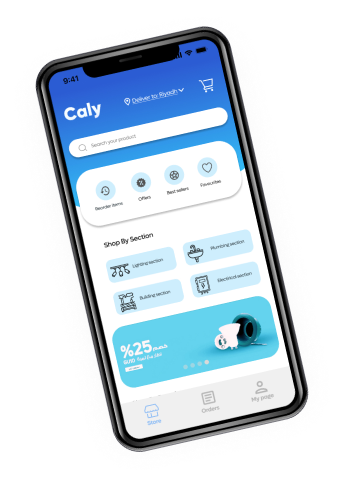 9:41
Caly
Deliver to: Riyadh
Search your product
Reorder items
Offers
Best sellers
Favourites
Shop By Section
Lighting section
Plumbing section
Building section
Electrical section
%25
Store
Orders
My page